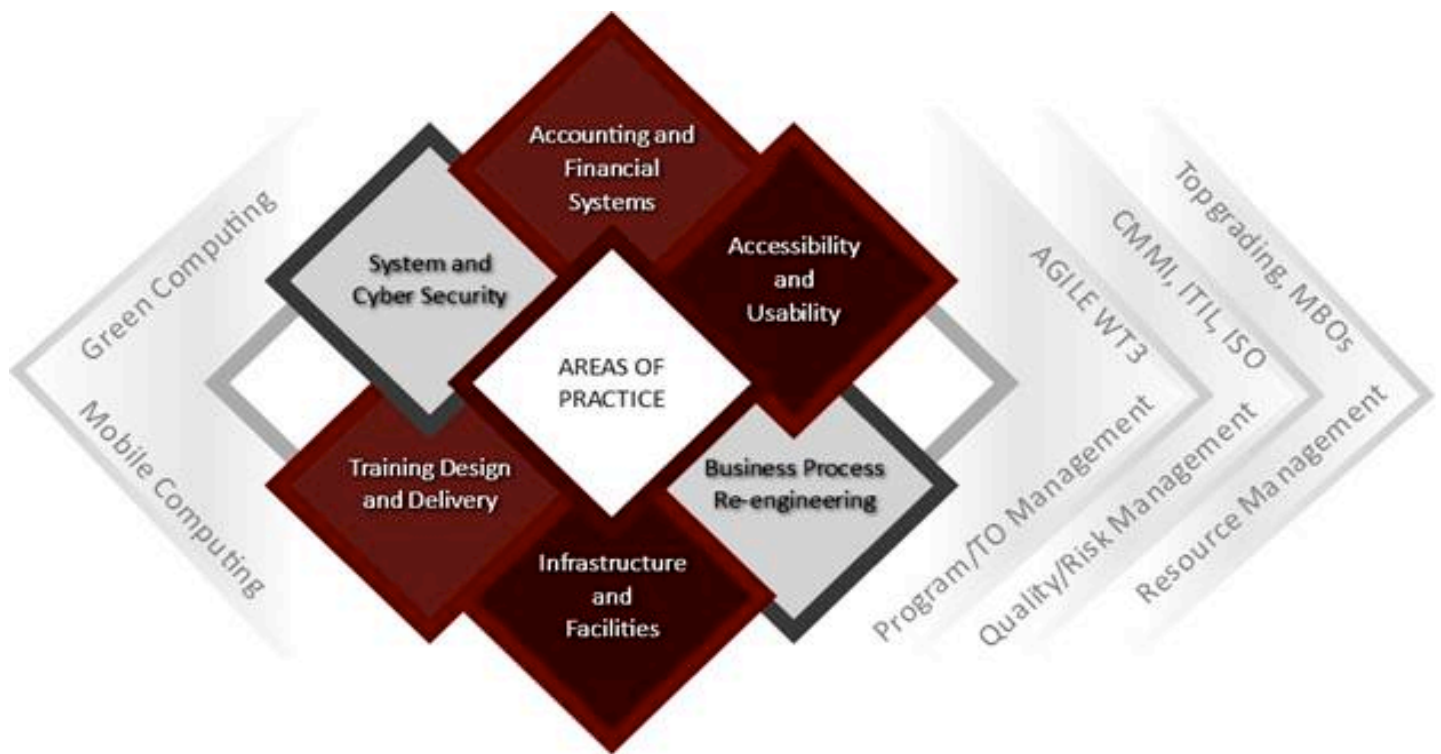 Accounting and
Financial
Systems
System and
Cyber Security
Accessibility
and
Usability
AREAS OF
PRACTICE
Training Design
and Delivery
Business Process
Re-engineering
Infrastructure
and
Facilities
Green Computing
Mobile Computing
AGILE WT3
Program/TO Management
CMMI, ITIL, ISO
Quality/Risk Management
Topgrading, MBOs
Resource Management